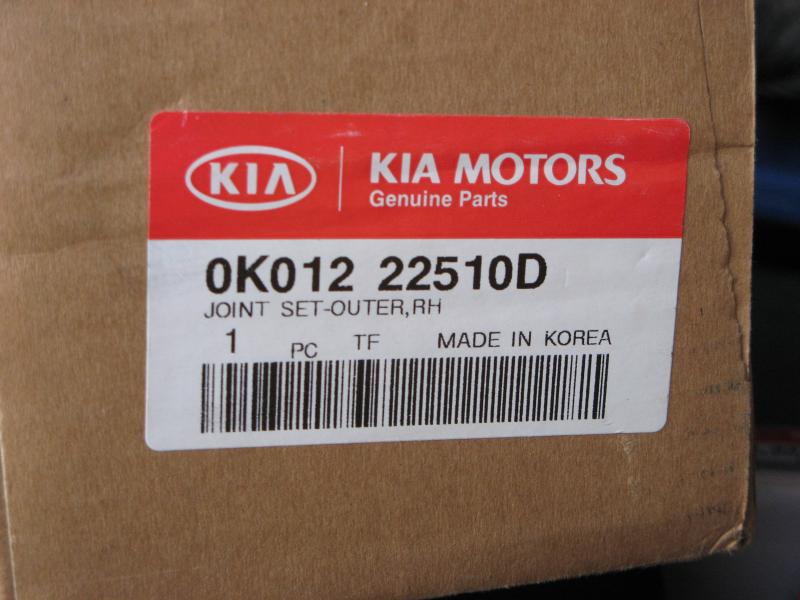 KIA
KIA MOTORS
Genuine Parts
0K012 22510D
JOINT SET-OUTER,RH
1 PC TF MADE IN KOREA